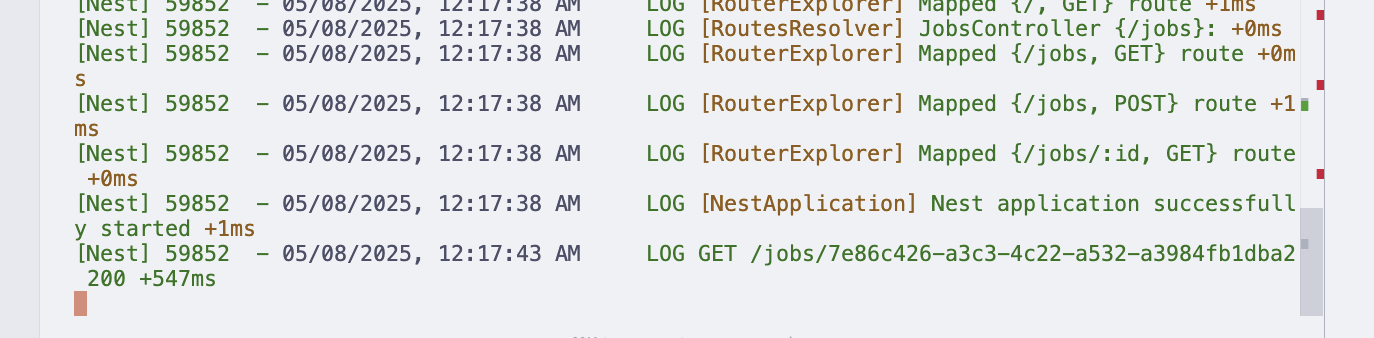 [Nest] 59852  - 05/08/2025, 12:17:38 AM     LOG [RouterExplorer] Mapped {/, GET} route +1ms
[Nest] 59852  - 05/08/2025, 12:17:38 AM     LOG [RoutesResolver] JobsController {/jobs}: +0ms
[Nest] 59852  - 05/08/2025, 12:17:38 AM     LOG [RouterExplorer] Mapped {/jobs, GET} route +0m
s
[Nest] 59852  - 05/08/2025, 12:17:38 AM     LOG [RouterExplorer] Mapped {/jobs, POST} route +1
ms
[Nest] 59852  - 05/08/2025, 12:17:38 AM     LOG [RouterExplorer] Mapped {/jobs/:id, GET} route
 +0ms
[Nest] 59852  - 05/08/2025, 12:17:38 AM     LOG [NestApplication] Nest application successfull
y started +1ms
[Nest] 59852  - 05/08/2025, 12:17:43 AM     LOG GET /jobs/7e86c426-a3c3-4c22-a532-a3984fb1dba2
 200 +547ms